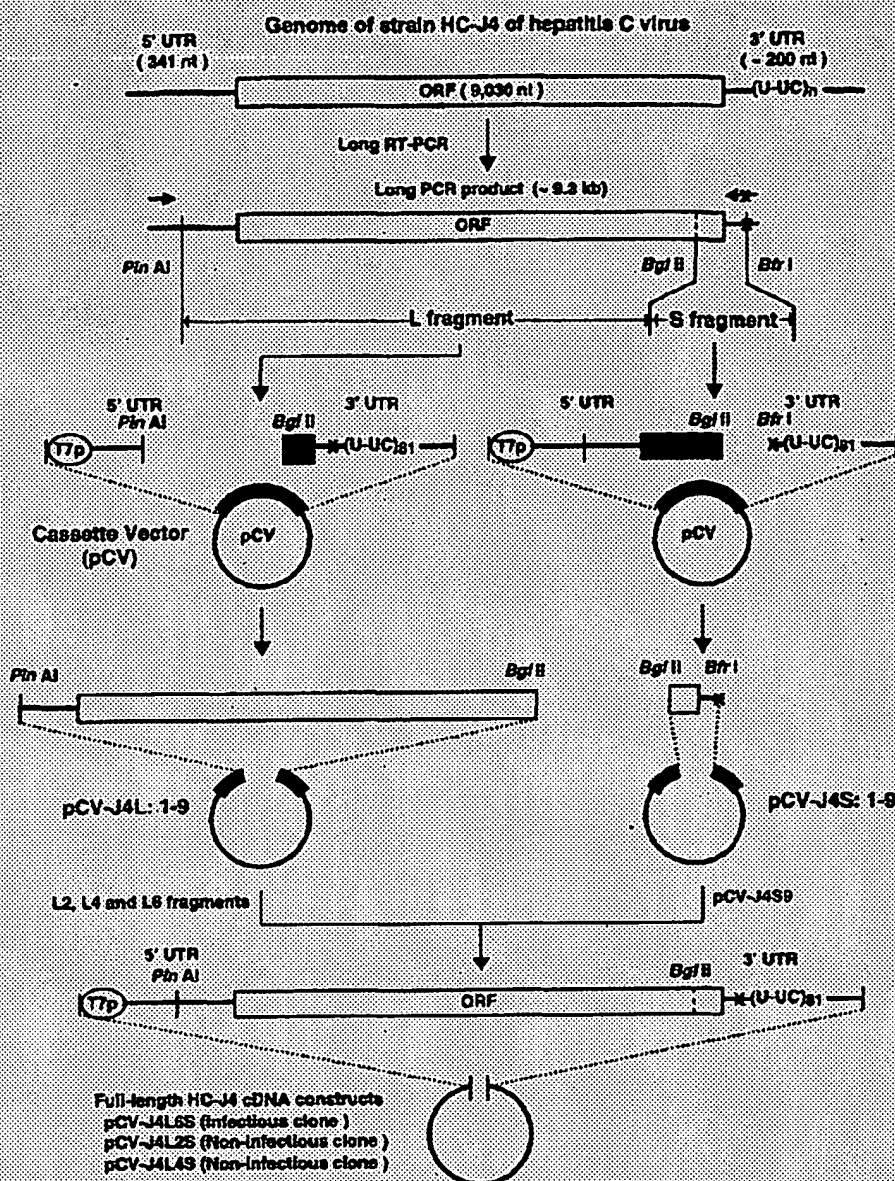 Genome of strain HC-J4 of hepatitis C virus
5' UTR
(341 nt)
3' UTR
(~200 nt)
ORF (9,030 nt)
(U-UC)n
Long RT-PCR
Long PCR product (~9.3 kb)
ORF
Pin AI
Bgl II
Bfr I
L fragment
S fragment
5' UTR
Pin AI
Bgl II
3' UTR
T7p
(U-UC)81
5' UTR
Bgl II
Bfr I
3' UTR
T7p
(U-UC)81
Cassette Vector
(pCV)
pCV
pCV
Pin AI
Bgl II
Bgl II
Bfr I
pCV-J4L: 1-9
pCV-J4S: 1-9
L2, L4 and L6 fragments
pCV-J4S9
5' UTR
Pin AI
Bgl II
3' UTR
T7p
ORF
(U-UC)81
Full-length HC-J4 cDNA constructs
pCV-J4L6S (Infectious clone)
pCV-J4L2S (Non-infectious clone)
pCV-J4L4S (Non-infectious clone)